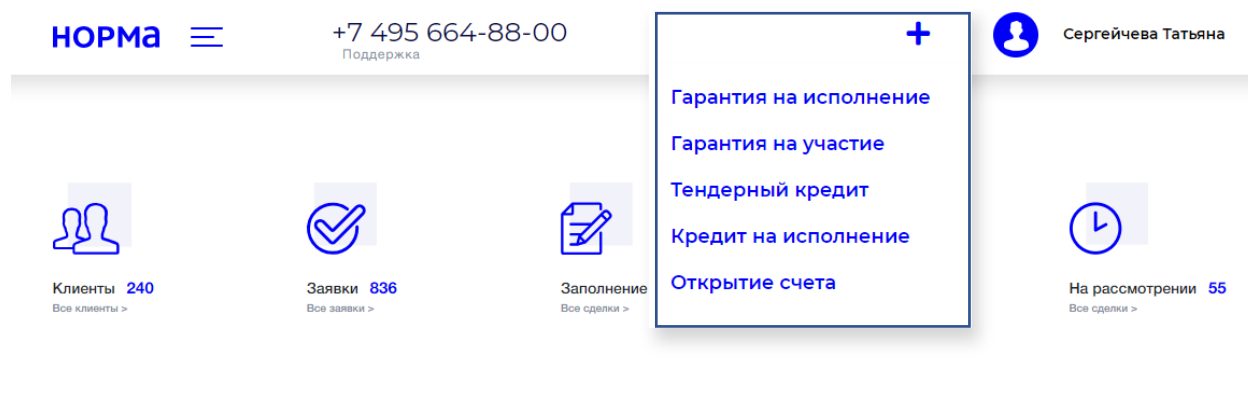 норма
+7 495 664-88-00
Поддержка
+
Сергейчева Татьяна
Гарантия на исполнение
Гарантия на участие
Тендерный кредит
Кредит на исполнение
Открытие счета
Клиенты 240
Все клиенты >
Заявки 836
Все заявки >
Заполнение
Все сделки >
На рассмотрении 55
Все сделки >